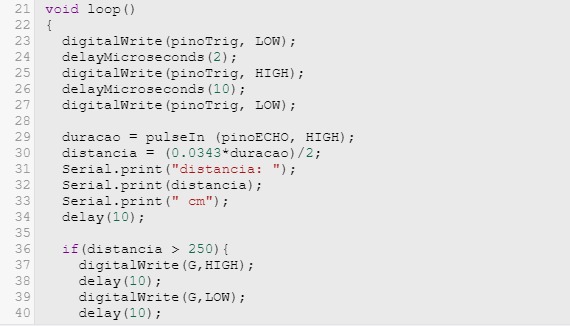 21 void loop()
22 {
23   digitalWrite(pinoTrig, LOW);
24   delayMicroseconds(2);
25   digitalWrite(pinoTrig, HIGH);
26   delayMicroseconds(10);
27   digitalWrite(pinoTrig, LOW);
28
29   duracao = pulseIn (pinoECHO, HIGH);
30   distancia = (0.0343*duracao)/2;
31   Serial.print("distancia: ");
32   Serial.print(distancia);
33   Serial.print(" cm");
34   delay(10);
35
36   if(distancia > 250){
37     digitalWrite(G,HIGH);
38     delay(10);
39     digitalWrite(G,LOW);
40     delay(10);